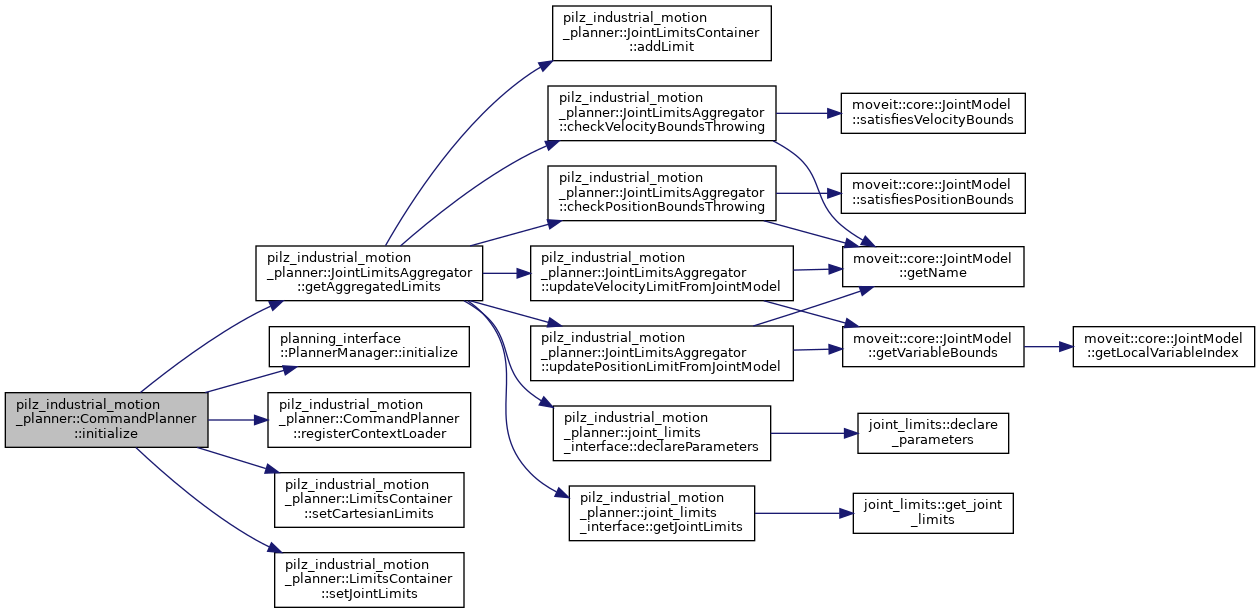 pilz_industrial_motion
_planner::JointLimitsContainer
::addLimit
pilz_industrial_motion
_planner::JointLimitsAggregator
::checkVelocityBoundsThrowing
moveit::core::JointModel
::satisfiesVelocityBounds
pilz_industrial_motion
_planner::JointLimitsAggregator
::checkPositionBoundsThrowing
moveit::core::JointModel
::satisfiesPositionBounds
pilz_industrial_motion
_planner::JointLimitsAggregator
::getAggregatedLimits
pilz_industrial_motion
_planner::JointLimitsAggregator
::updateVelocityLimitFromJointModel
moveit::core::JointModel
::getName
planning_interface
::PlannerManager::initialize
pilz_industrial_motion
_planner::JointLimitsAggregator
::updatePositionLimitFromJointModel
moveit::core::JointModel
::getVariableBounds
moveit::core::JointModel
::getLocalVariableIndex
pilz_industrial_motion
_planner::CommandPlanner
::initialize
pilz_industrial_motion
_planner::CommandPlanner
::registerContextLoader
pilz_industrial_motion
_planner::joint_limits
_interface::declareParameters
joint_limits::declare
_parameters
pilz_industrial_motion
_planner::LimitsContainer
::setCartesianLimits
pilz_industrial_motion
_planner::joint_limits
_interface::getJointLimits
joint_limits::get_joint
_limits
pilz_industrial_motion
_planner::LimitsContainer
::setJointLimits